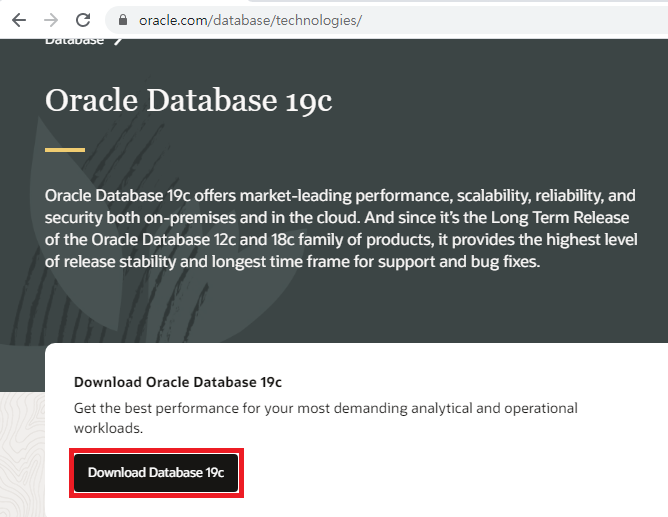 oracle.com/database/technologies/
Database
Oracle Database 19c
Oracle Database 19c offers market-leading performance, scalability, reliability, and
security both on-premises and in the cloud. And since it's the Long Term Release
of the Oracle Database 12c and 18c family of products, it provides the highest level
of release stability and longest time frame for support and bug fixes.
Download Oracle Database 19c
Get the best performance for your most demanding analytical and operational
workloads.
Download Database 19c